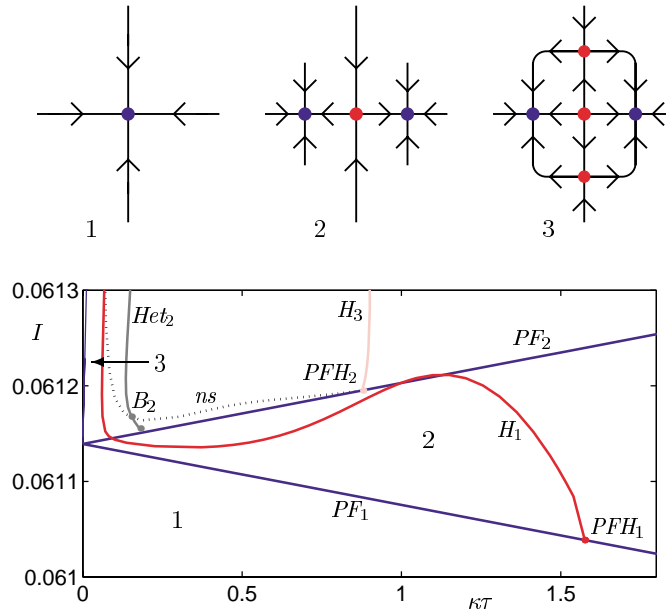 1
2
3
0.0613
I
Het₂
H₃
PF₂
3
PFH₂
0.0612
B₂
ns
2
H₁
0.0611
1
PF₁
PFH₁
0.061
0
0.5
1
1.5
κτ